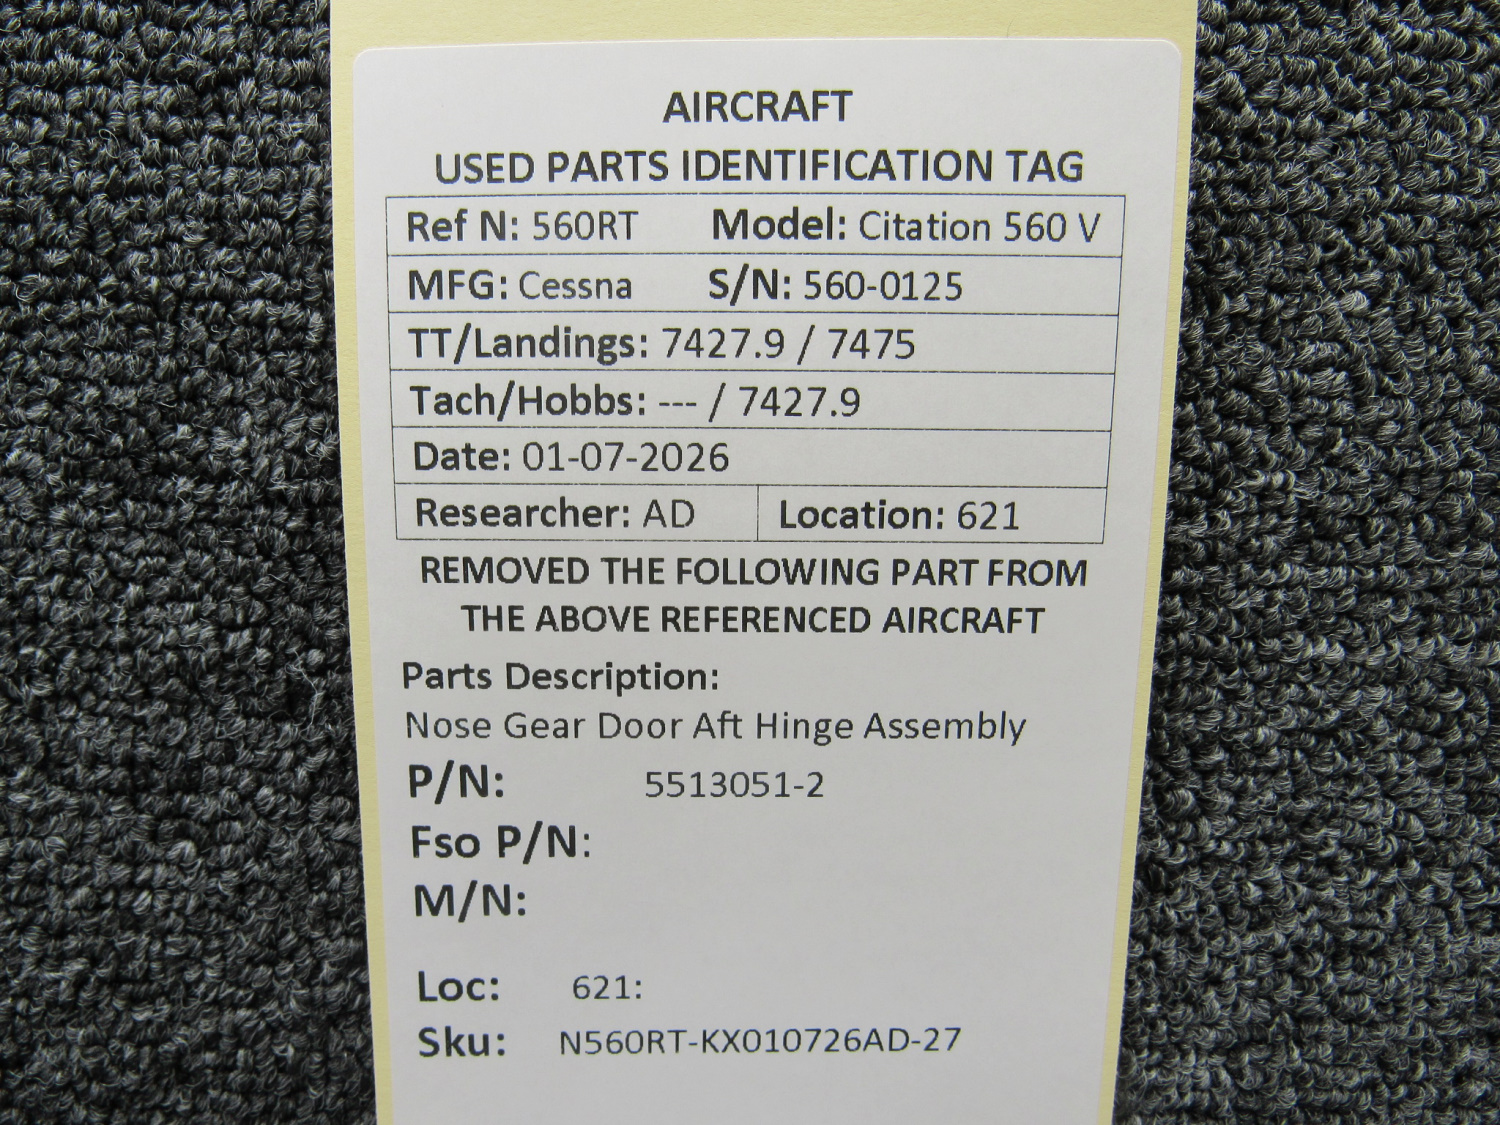 AIRCRAFT
USED PARTS IDENTIFICATION TAG
Ref N: 560RT Model: Citation 560 V
MFG: Cessna S/N: 560-0125
TT/Landings: 7427.9 / 7475
Tach/Hobbs: --- / 7427.9
Date: 01-07-2026
Researcher: AD Location: 621
REMOVED THE FOLLOWING PART FROM
THE ABOVE REFERENCED AIRCRAFT
Parts Description:
Nose Gear Door Aft Hinge Assembly
P/N: 5513051-2
Fso P/N:
M/N:
Loc: 621:
Sku: N560RT-KX010726AD-27